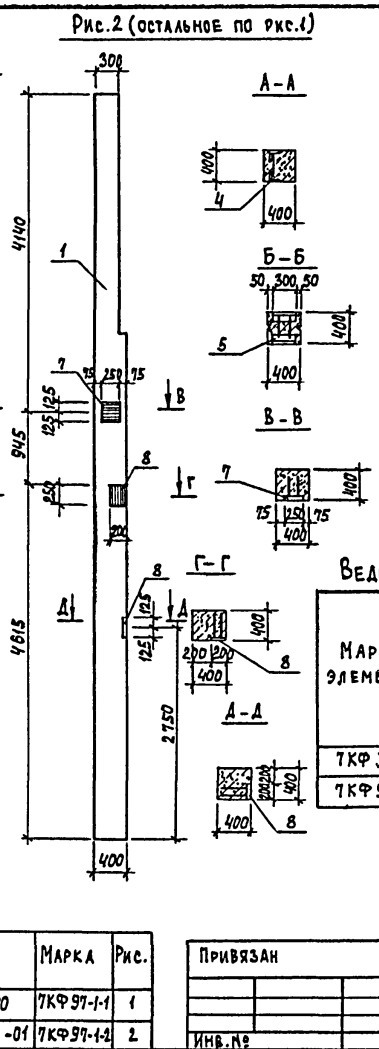 Рис. 2 (остальное по рис. 1)
300
А-А
400
4
400
4140
1
Б-Б
50 300 50
400
5
400
7
75 250 75
125
125
В
В-В
945
8
7
400
250
Г
75 250 75
400
200
Г-Г
8
Д
125
Д
125
400
200 200
8
400
4615
2750
Д-Д
200 200
400
400
8
400
Вед
Мар
элеме
7КФ
7КФ9
Марка
Рис.
0
7КФ97-1-1
1
-01
7КФ97-1-2
2
Привязан
Инв. №